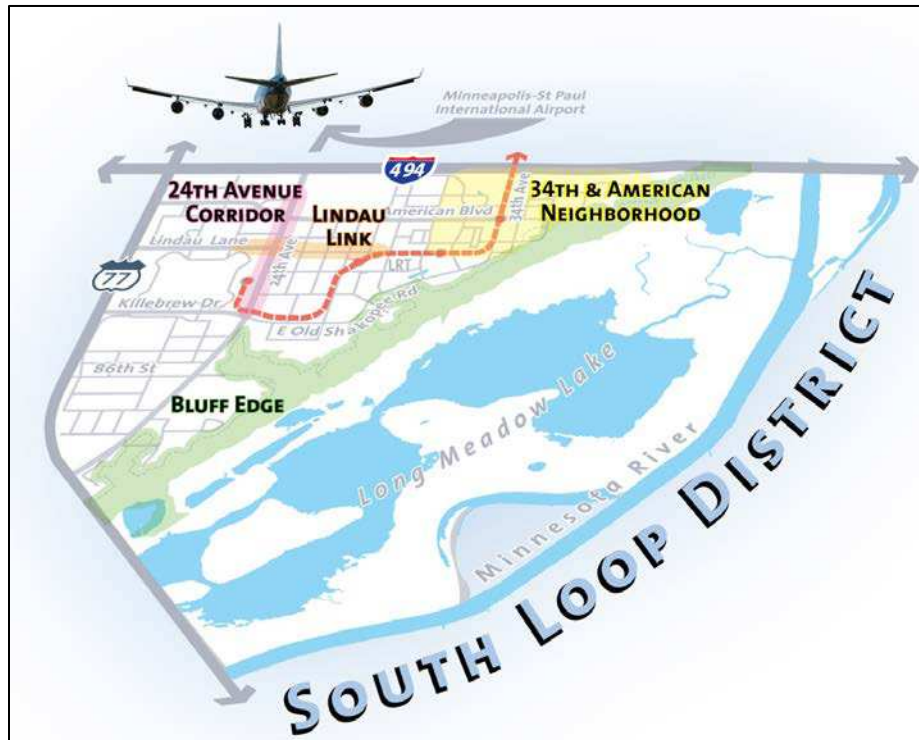 Minneapolis-St Paul
International Airport
494
24TH AVENUE
CORRIDOR
LINDAU
LINK
34TH & AMERICAN
NEIGHBORHOOD
American Blvd
34th Ave
Lindau Lane
24th Ave
LRT
77
Killebrew Dr
E Old Shakopee Rd
86th St
BLUFF EDGE
Long Meadow Lake
Minnesota River
SOUTH LOOP DISTRICT